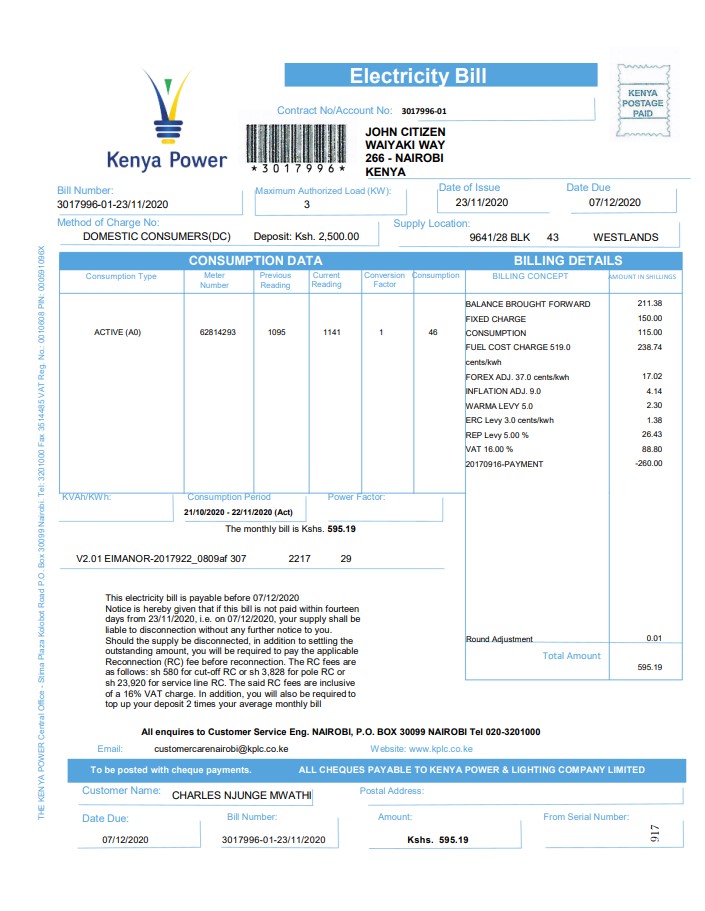 Electricity Bill
KENYA
POSTAGE
PAID
Contract No/Account No: 3017996-01
Kenya Power
*3017996*
JOHN CITIZEN
WAIYAKI WAY
266 - NAIROBI
KENYA
Bill Number:
3017996-01-23/11/2020
Maximum Authorized Load (KW):
3
Date of Issue
23/11/2020
Date Due
07/12/2020
Method of Charge No:
DOMESTIC CONSUMERS(DC) Deposit: Ksh. 2,500.00
Supply Location:
9641/28 BLK 43 WESTLANDS
CONSUMPTION DATA
BILLING DETAILS
Consumption Type
Meter Number
Previous Reading
Current Reading
Conversion Factor
Consumption
BILLING CONCEPT
AMOUNT IN SHILLINGS
ACTIVE (A0) 62814293 1095 1141 1 46
BALANCE BROUGHT FORWARD 211.38
FIXED CHARGE 150.00
CONSUMPTION 115.00
FUEL COST CHARGE 519.0 238.74
cents/kwh
FOREX ADJ. 37.0 cents/kwh 17.02
INFLATION ADJ. 9.0 4.14
WARMA LEVY 5.0 2.30
ERC Levy 3.0 cents/kwh 1.38
REP Levy 5.00 % 26.43
VAT 16.00 % 88.80
20170916-PAYMENT -260.00
KVAh/KWh:
Consumption Period
21/10/2020 - 22/11/2020 (Act)
Power Factor:
The monthly bill is Kshs. 595.19
V2.01 EIMANOR-2017922_0809af 307 2217 29
This electricity bill is payable before 07/12/2020
Notice is hereby given that if this bill is not paid within fourteen
days from 23/11/2020, i.e. on 07/12/2020, your supply shall be
liable to disconnection without any further notice to you.
Should the supply be disconnected, in addition to settling the
outstanding amount, you will be required to pay the applicable
Reconnection (RC) fee before reconnection. The RC fees are
as follows: sh 580 for cut-off RC or sh 3,828 for pole RC or
sh 23,920 for service line RC. The said RC fees are inclusive
of a 16% VAT charge. In addition, you will also be required to
top up your deposit 2 times your average monthly bill
Round Adjustment 0.01
Total Amount
595.19
All enquires to Customer Service Eng. NAIROBI, P.O. BOX 30099 NAIROBI Tel 020-3201000
Email: customercarenairobi@kplc.co.ke Website: www.kplc.co.ke
To be posted with cheque payments. ALL CHEQUES PAYABLE TO KENYA POWER & LIGHTING COMPANY LIMITED
Customer Name: CHARLES NJUNGE MWATHI
Postal Address:
Date Due:
07/12/2020
Bill Number:
3017996-01-23/11/2020
Amount:
Kshs. 595.19
From Serial Number:
917
THE KENYA POWER Central Office - Stima Plaza Kolobot Road P.O. Box 30099 Nairobi. Tel: 3201000 Fax 3514485 VAT Reg. No.: 0010608 PIN: 000591096X